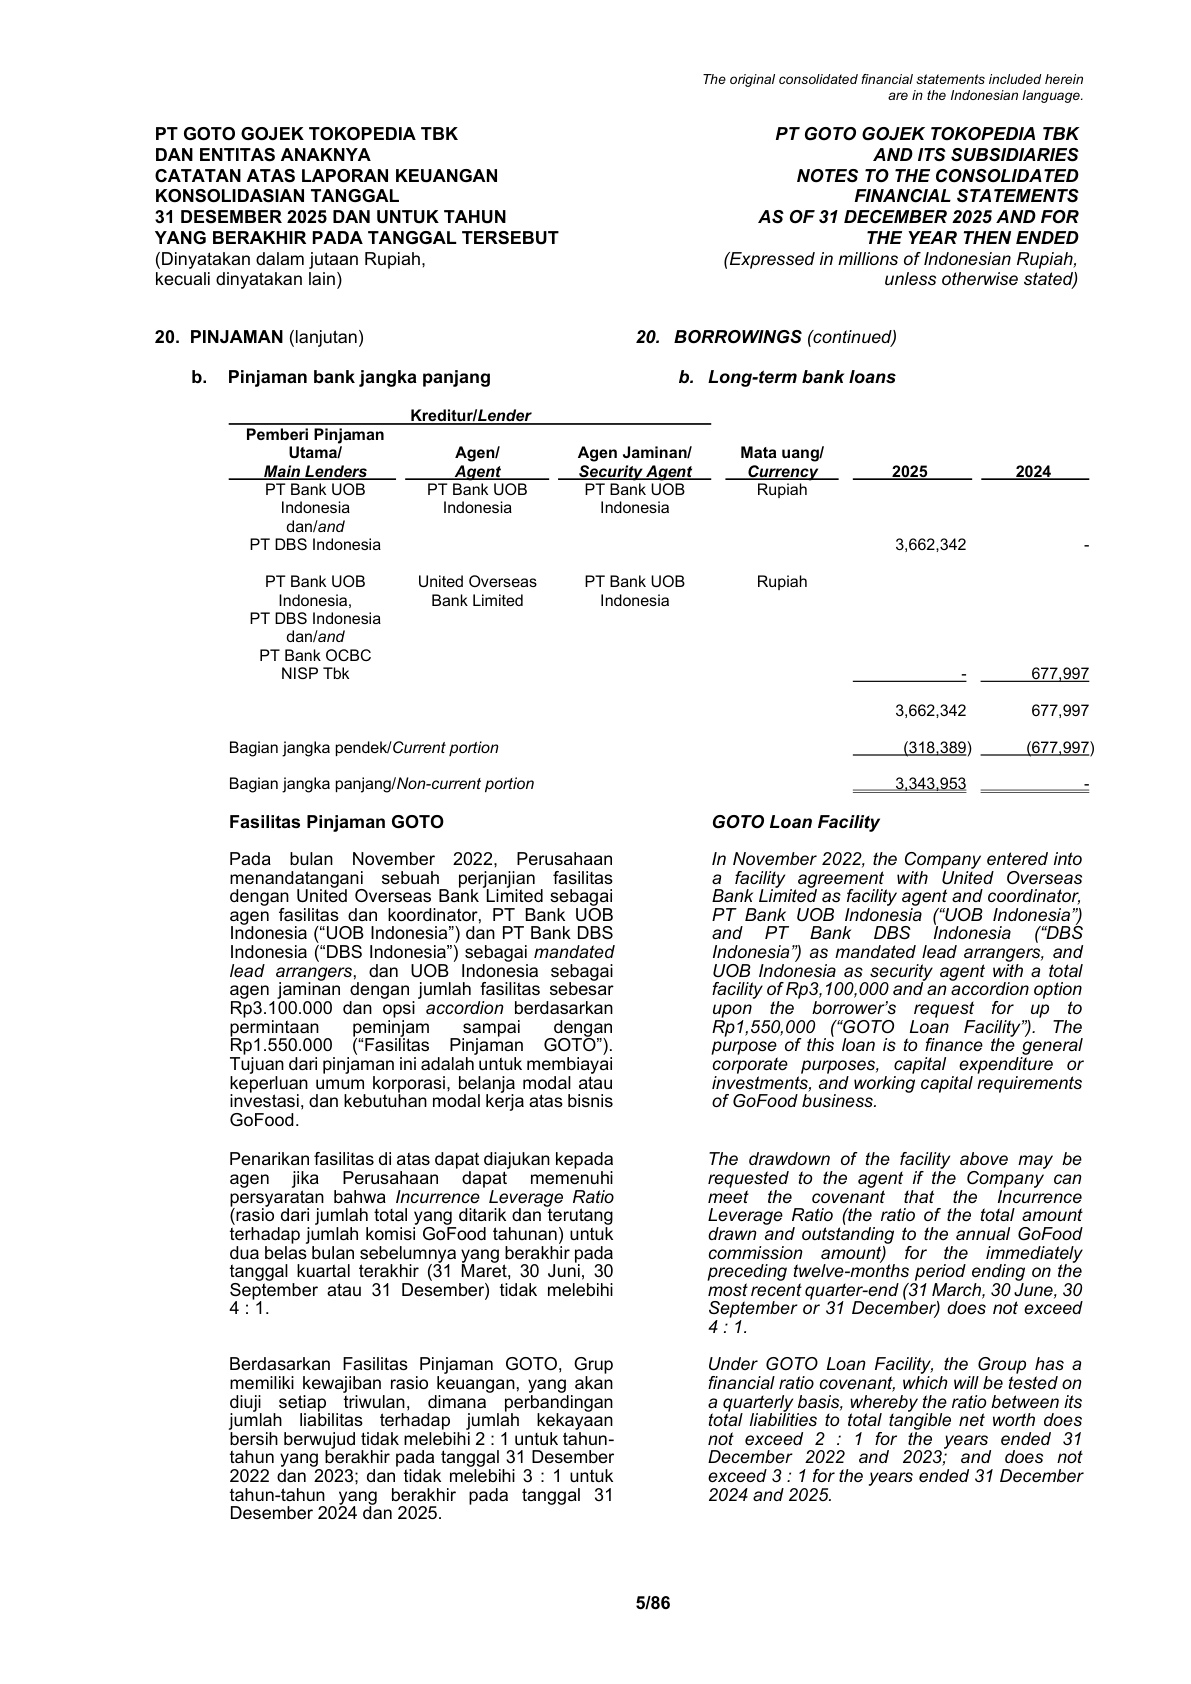 The original consolidated financial statements included herein
are in the Indonesian language.
PT GOTO GOJEK TOKOPEDIA TBK
DAN ENTITAS ANAKNYA
CATATAN ATAS LAPORAN KEUANGAN
KONSOLIDASIAN TANGGAL
31 DESEMBER 2025 DAN UNTUK TAHUN
YANG BERAKHIR PADA TANGGAL TERSEBUT
(Dinyatakan dalam jutaan Rupiah,
kecuali dinyatakan lain)
PT GOTO GOJEK TOKOPEDIA TBK
AND ITS SUBSIDIARIES
NOTES TO THE CONSOLIDATED
FINANCIAL STATEMENTS
AS OF 31 DECEMBER 2025 AND FOR
THE YEAR THEN ENDED
(Expressed in millions of Indonesian Rupiah,
unless otherwise stated)
20. PINJAMAN (lanjutan)
20. BORROWINGS (continued)
b. Pinjaman bank jangka panjang
b. Long-term bank loans
Kreditur/Lender
Pemberi Pinjaman
Utama/ Agen/ Agen Jaminan/ Mata uang/
Main Lenders Agent Security Agent Currency 2025 2024
PT Bank UOB PT Bank UOB PT Bank UOB Rupiah
Indonesia Indonesia Indonesia
dan/and
PT DBS Indonesia 3,662,342 -
PT Bank UOB United Overseas PT Bank UOB Rupiah
Indonesia, Bank Limited Indonesia
PT DBS Indonesia
dan/and
PT Bank OCBC
NISP Tbk - 677,997
3,662,342 677,997
Bagian jangka pendek/Current portion (318,389) (677,997)
Bagian jangka panjang/Non-current portion 3,343,953 -
Fasilitas Pinjaman GOTO
Pada bulan November 2022, Perusahaan
menandatangani sebuah perjanjian fasilitas
dengan United Overseas Bank Limited sebagai
agen fasilitas dan koordinator, PT Bank UOB
Indonesia (“UOB Indonesia”) dan PT Bank DBS
Indonesia (“DBS Indonesia”) sebagai mandated
lead arrangers, dan UOB Indonesia sebagai
agen jaminan dengan jumlah fasilitas sebesar
Rp3.100.000 dan opsi accordion berdasarkan
permintaan peminjam sampai dengan
Rp1.550.000 (“Fasilitas Pinjaman GOTO”).
Tujuan dari pinjaman ini adalah untuk membiayai
keperluan umum korporasi, belanja modal atau
investasi, dan kebutuhan modal kerja atas bisnis
GoFood.
GOTO Loan Facility
In November 2022, the Company entered into
a facility agreement with United Overseas
Bank Limited as facility agent and coordinator,
PT Bank UOB Indonesia (“UOB Indonesia”)
and PT Bank DBS Indonesia (“DBS
Indonesia”) as mandated lead arrangers, and
UOB Indonesia as security agent with a total
facility of Rp3,100,000 and an accordion option
upon the borrower’s request for up to
Rp1,550,000 (“GOTO Loan Facility”). The
purpose of this loan is to finance the general
corporate purposes, capital expenditure or
investments, and working capital requirements
of GoFood business.
Penarikan fasilitas di atas dapat diajukan kepada
agen jika Perusahaan dapat memenuhi
persyaratan bahwa Incurrence Leverage Ratio
(rasio dari jumlah total yang ditarik dan terutang
terhadap jumlah komisi GoFood tahunan) untuk
dua belas bulan sebelumnya yang berakhir pada
tanggal kuartal terakhir (31 Maret, 30 Juni, 30
September atau 31 Desember) tidak melebihi
4 : 1.
The drawdown of the facility above may be
requested to the agent if the Company can
meet the covenant that the Incurrence
Leverage Ratio (the ratio of the total amount
drawn and outstanding to the annual GoFood
commission amount) for the immediately
preceding twelve-months period ending on the
most recent quarter-end (31 March, 30 June, 30
September or 31 December) does not exceed
4 : 1.
Berdasarkan Fasilitas Pinjaman GOTO, Grup
memiliki kewajiban rasio keuangan, yang akan
diuji setiap triwulan, dimana perbandingan
jumlah liabilitas terhadap jumlah kekayaan
bersih berwujud tidak melebihi 2 : 1 untuk tahun-
tahun yang berakhir pada tanggal 31 Desember
2022 dan 2023; dan tidak melebihi 3 : 1 untuk
tahun-tahun yang berakhir pada tanggal 31
Desember 2024 dan 2025.
Under GOTO Loan Facility, the Group has a
financial ratio covenant, which will be tested on
a quarterly basis, whereby the ratio between its
total liabilities to total tangible net worth does
not exceed 2 : 1 for the years ended 31
December 2022 and 2023; and does not
exceed 3 : 1 for the years ended 31 December
2024 and 2025.
5/86